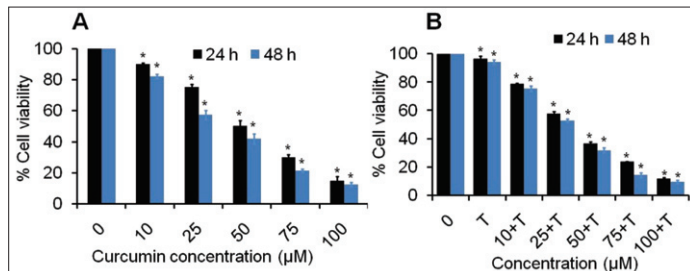 A
24 h 48 h
% Cell viability
100
80
60
40
20
0
* * * * * * * * * *
0 10 25 50 75 100
Curcumin concentration (μM)
B
24 h 48 h
% Cell viability
100
80
60
40
20
0
* * * * * * * * * * * *
0 T 10+T 25+T 50+T 75+T 100+T
Concentration (μM)